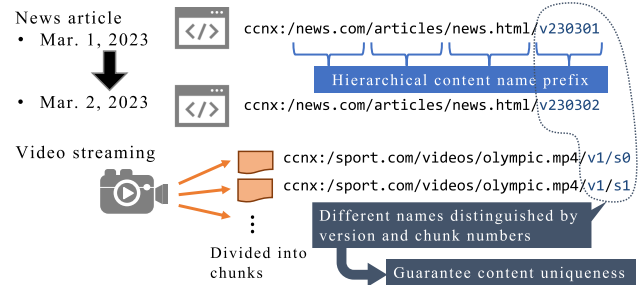 News article
• Mar. 1, 2023
</>
ccnx:/news.com/articles/news.html/v230301
Hierarchical content name prefix
• Mar. 2, 2023
</>
ccnx:/news.com/articles/news.html/v230302
Video streaming
ccnx:/sport.com/videos/olympic.mp4/v1/s0
ccnx:/sport.com/videos/olympic.mp4/v1/s1
Divided into
chunks
Different names distinguished by
version and chunk numbers
Guarantee content uniqueness